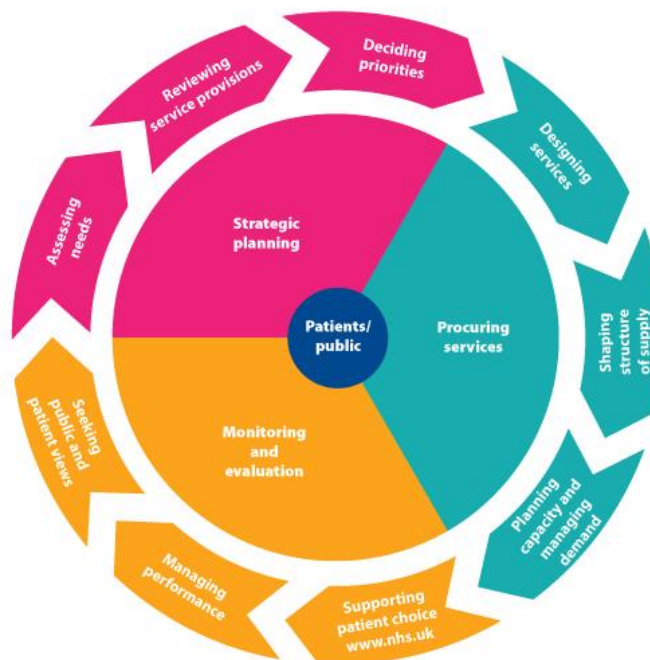 Deciding
priorities
Designing
services
Shaping
structure
of supply
Planning
capacity and
managing
demand
Supporting
patient choice
www.nhs.uk
Managing
performance
Seeking
public and
patient views
Assessing
needs
Reviewing
service provisions
Strategic
planning
Procuring
services
Monitoring
and
evaluation
Patients/
public